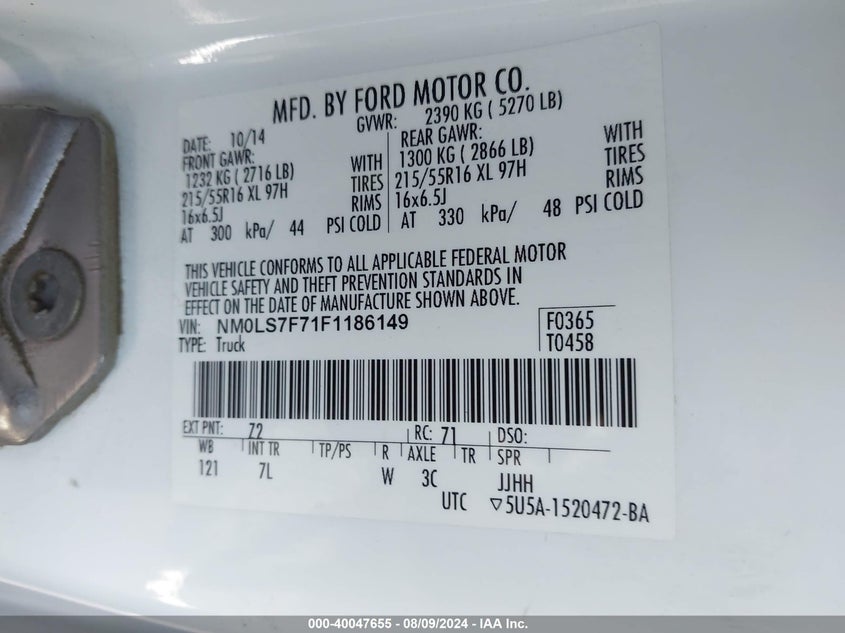 MFD. BY FORD MOTOR CO.
DATE: 10/14
GVWR: 2390 KG ( 5270 LB)
FRONT GAWR:
1232 KG ( 2716 LB) WITH
215/55R16 XL 97H TIRES
16x6.5J RIMS
AT 300 kPa/ 44 PSI COLD
REAR GAWR: WITH
1300 KG ( 2866 LB) TIRES
215/55R16 XL 97H RIMS
16x6.5J
AT 330 kPa/ 48 PSI COLD
THIS VEHICLE CONFORMS TO ALL APPLICABLE FEDERAL MOTOR
VEHICLE SAFETY AND THEFT PREVENTION STANDARDS IN
EFFECT ON THE DATE OF MANUFACTURE SHOWN ABOVE.
VIN: NM0LS7F71F1186149
TYPE: Truck
F0365
T0458
EXT PNT: 72 RC: 71 DSO:
WB INT TR TP/PS R AXLE TR SPR
121 7L W 3C JJHH
UTC ▽5U5A-1520472-BA
000-40047655 - 08/09/2024 - IAA Inc.